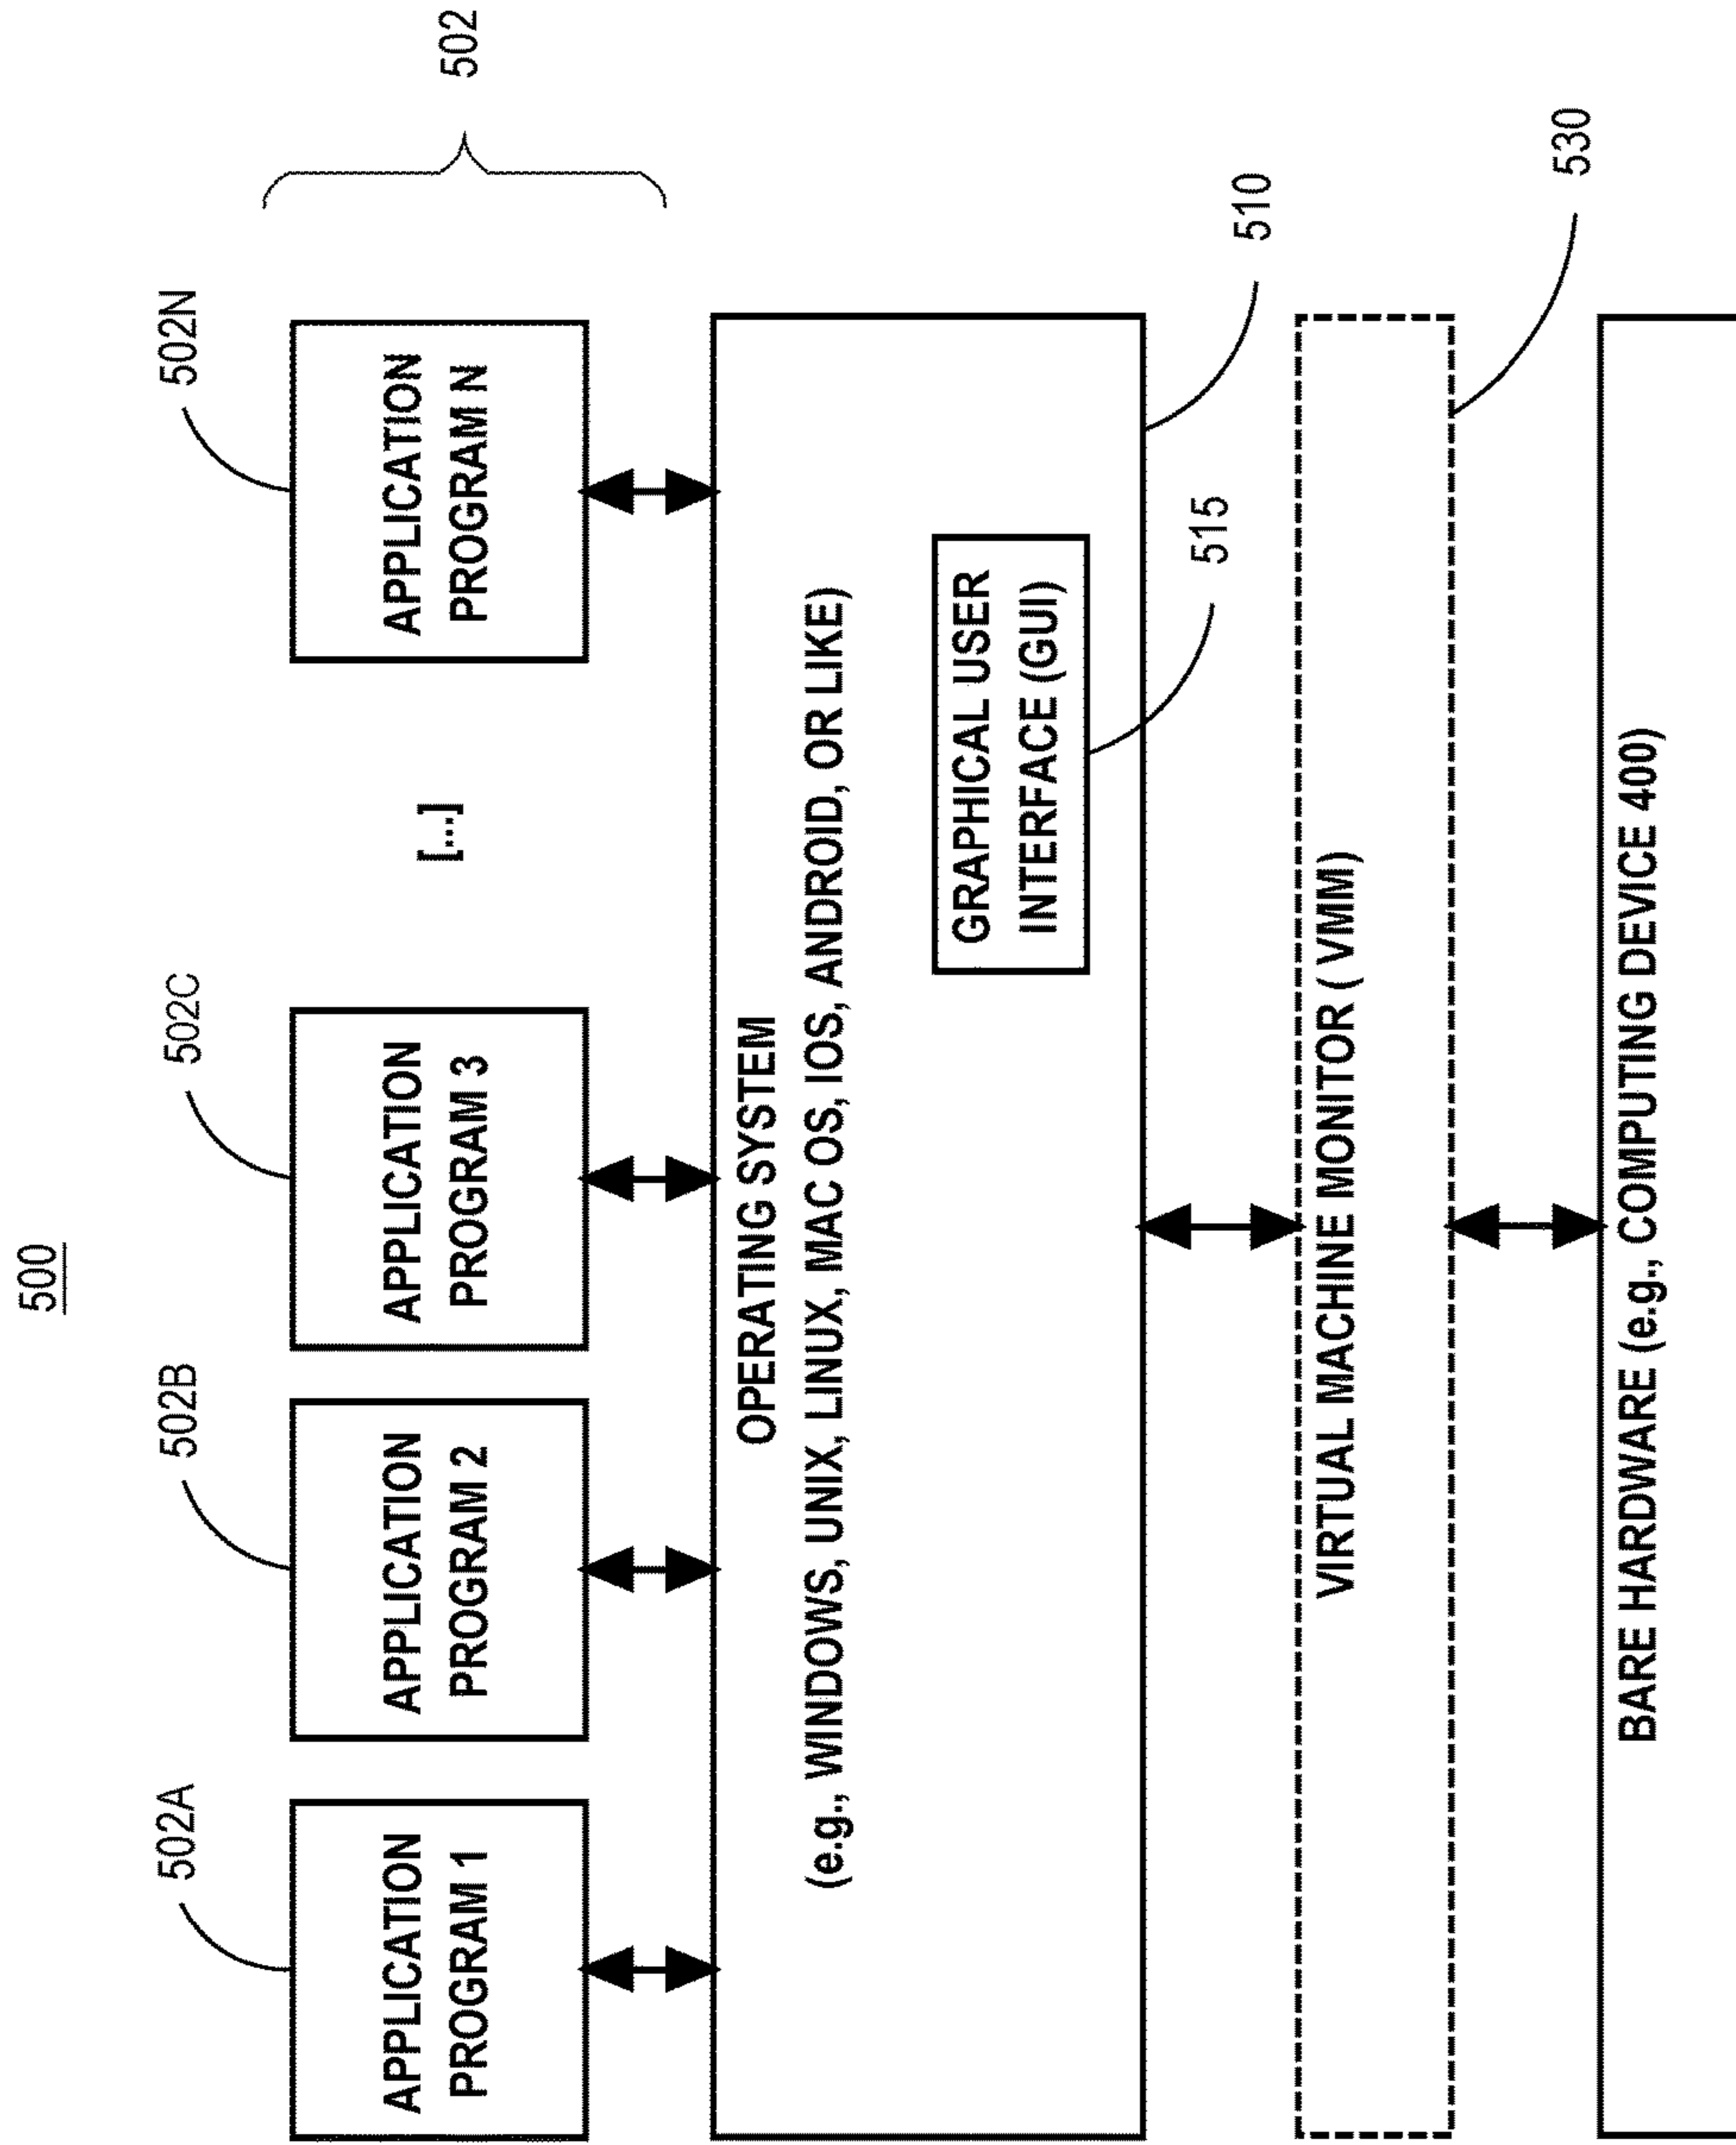 500
502A
502B
502C
502N
502
APPLICATION
PROGRAM 1
APPLICATION
PROGRAM 2
APPLICATION
PROGRAM 3
[...]
APPLICATION
PROGRAM N
OPERATING SYSTEM
(e.g., WINDOWS, UNIX, LINUX, MAC OS, IOS, ANDROID, OR LIKE)
GRAPHICAL USER
INTERFACE (GUI)
515
510
VIRTUAL MACHINE MONITOR ( VMM)
530
BARE HARDWARE (e.g., COMPUTING DEVICE 400)